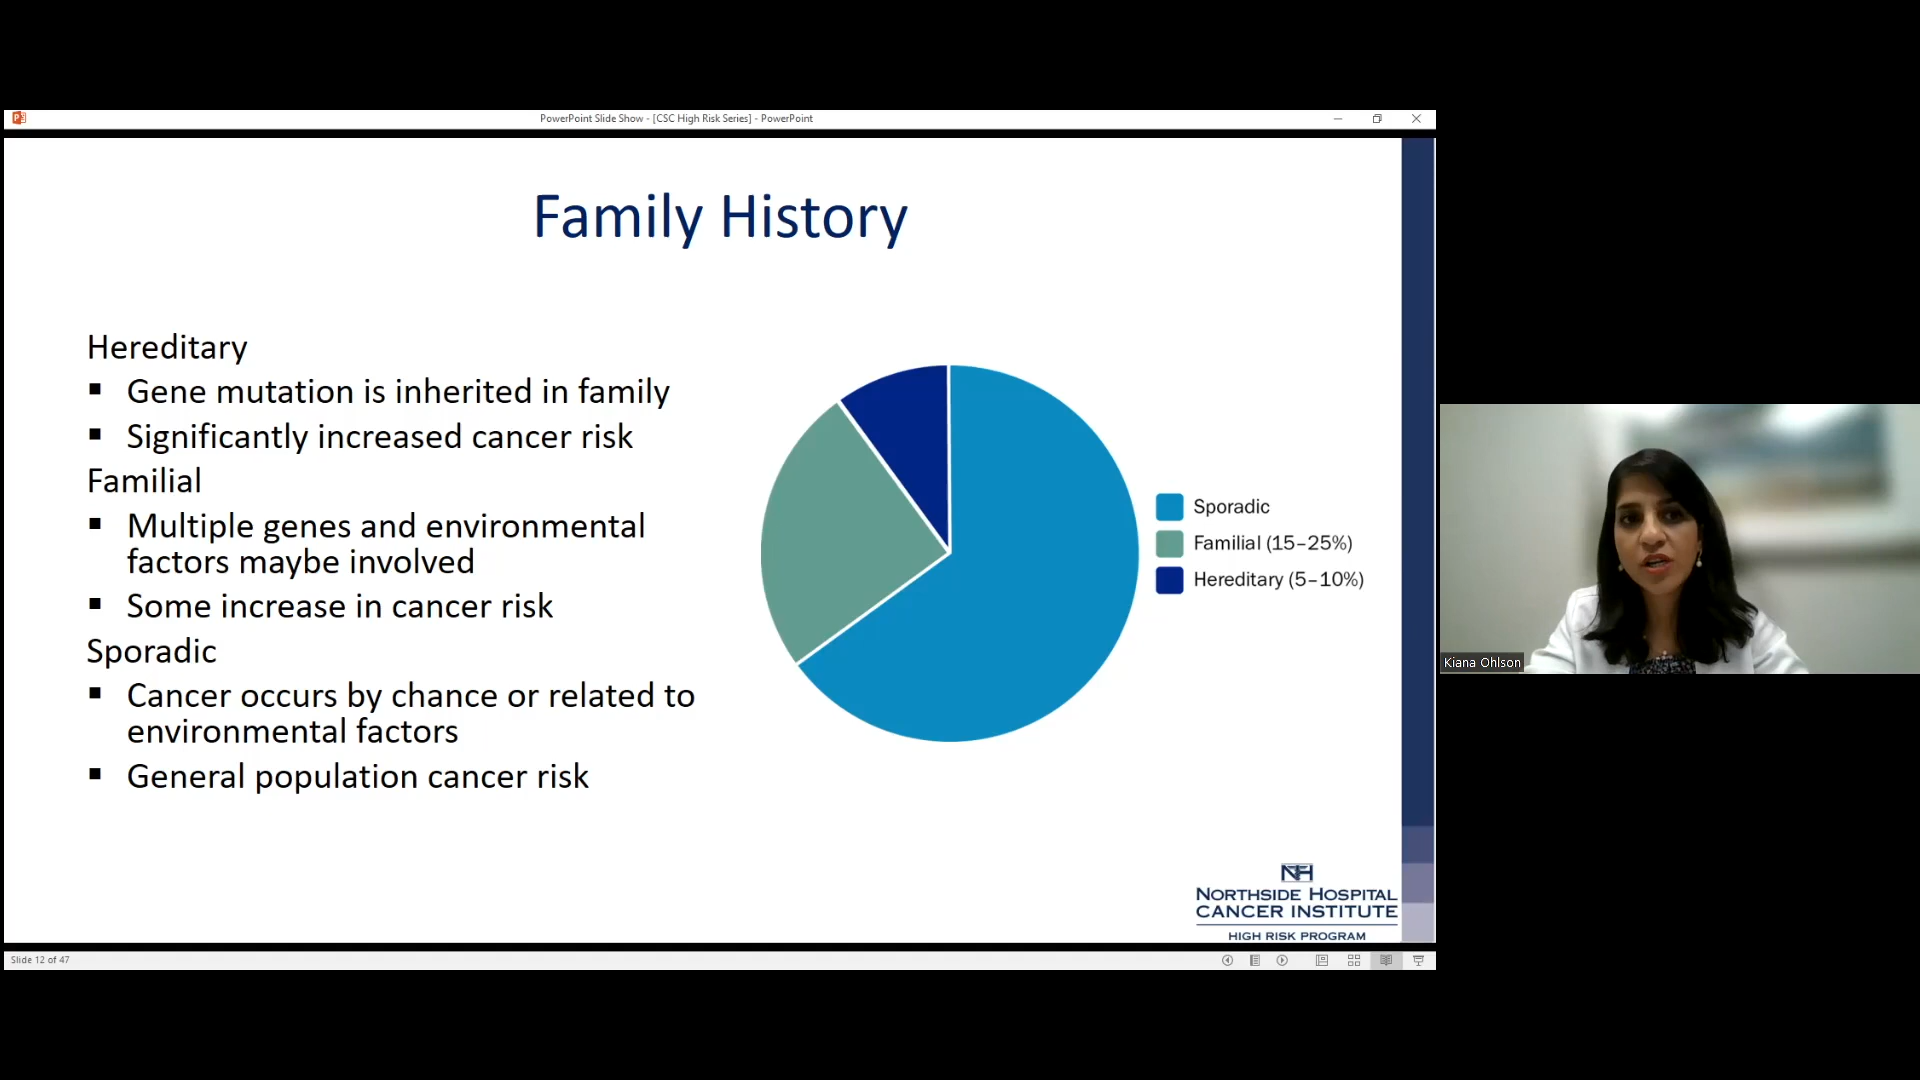 PowerPoint Slide Show - [CSC High Risk Series] - PowerPoint
Family History
Hereditary
▪ Gene mutation is inherited in family
▪ Significantly increased cancer risk
Familial
▪ Multiple genes and environmental
factors maybe involved
▪ Some increase in cancer risk
Sporadic
▪ Cancer occurs by chance or related to
environmental factors
▪ General population cancer risk
Sporadic
Familial (15–25%)
Hereditary (5–10%)
NH
NORTHSIDE HOSPITAL
CANCER INSTITUTE
HIGH RISK PROGRAM
Slide 12 of 47
Kiana Ohlson